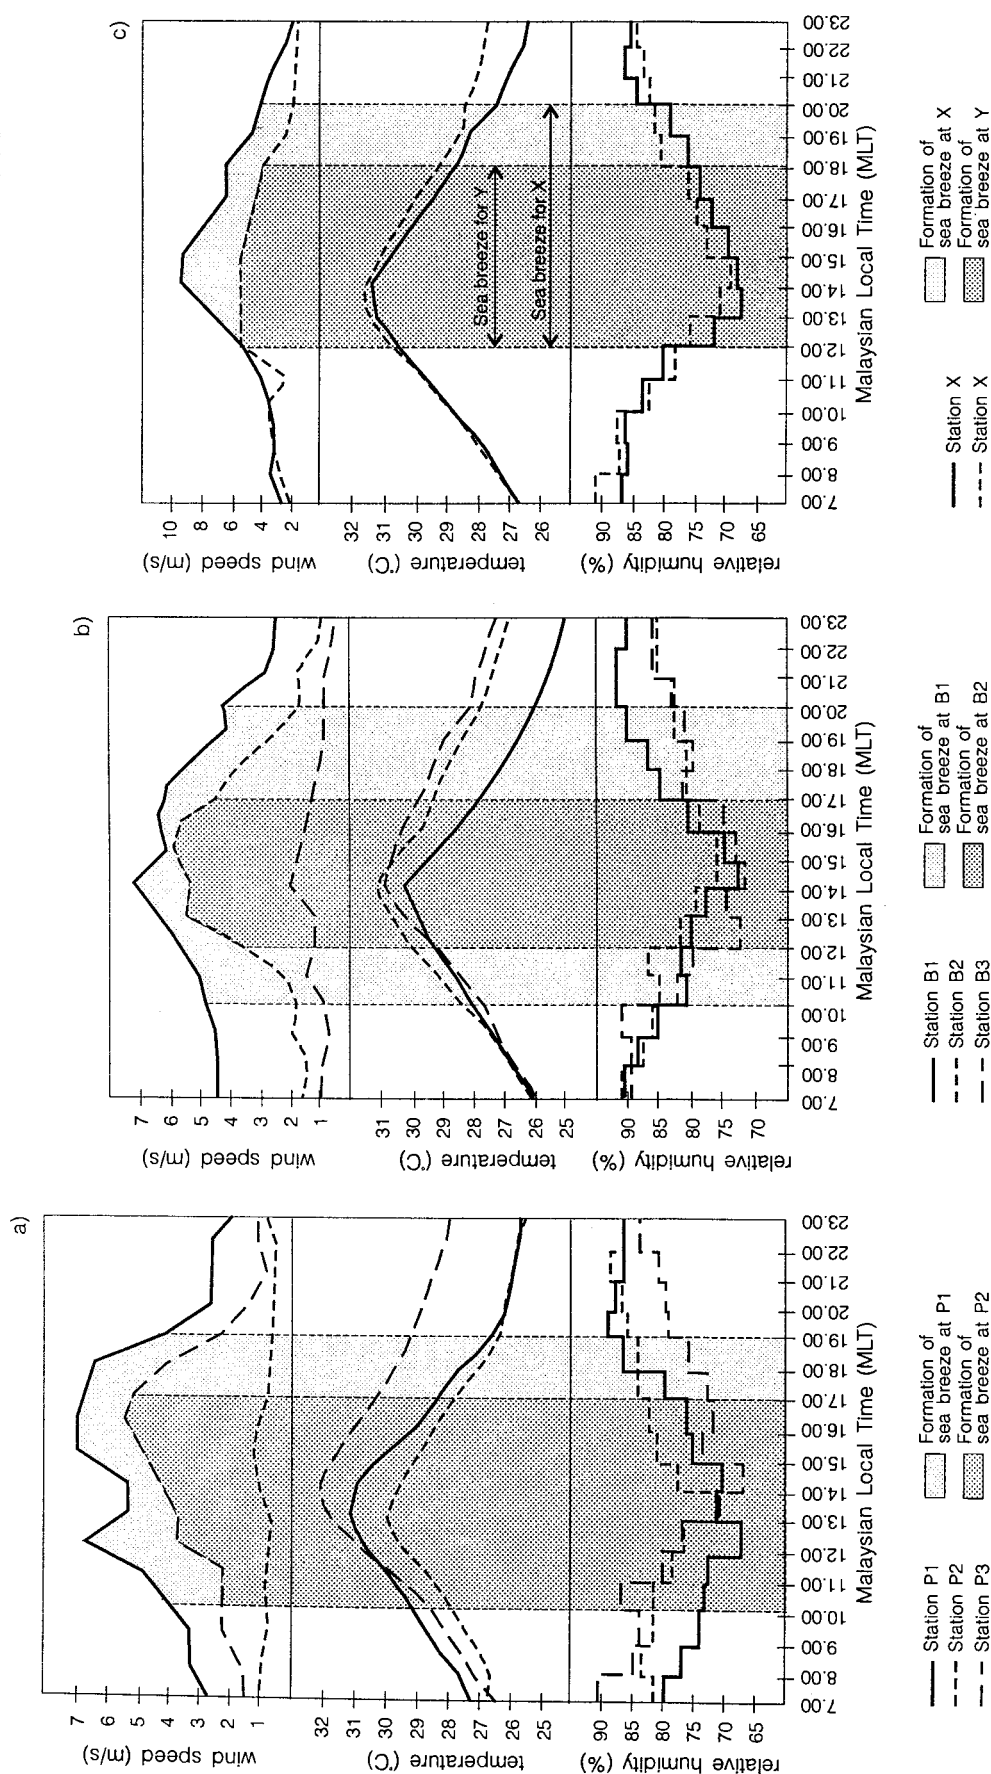 a)
wind speed (m/s)
7
6
5
4
3
2
1
temperature (°C)
32
31
30
29
28
27
26
25
relative humidity (%)
90
85
80
75
70
65
7.00
8.00
9.00
10.00
11.00
12.00
13.00
14.00
15.00
16.00
17.00
18.00
19.00
20.00
21.00
22.00
23.00
Malaysian Local Time (MLT)
Station P1
Station P2
Station P3
Formation of
sea breeze at P1
Formation of
sea breeze at P2
b)
wind speed (m/s)
7
6
5
4
3
2
1
temperature (°C)
31
30
29
28
27
26
25
relative humidity (%)
90
85
80
75
70
7.00
8.00
9.00
10.00
11.00
12.00
13.00
14.00
15.00
16.00
17.00
18.00
19.00
20.00
21.00
22.00
23.00
Malaysian Local Time (MLT)
Station B1
Station B2
Station B3
Formation of
sea breeze at B1
Formation of
sea breeze at B2
c)
wind speed (m/s)
10
8
6
4
2
temperature (°C)
32
31
30
29
28
27
26
Sea breeze for Y
Sea breeze for X
relative humidity (%)
90
85
80
75
70
65
7.00
8.00
9.00
10.00
11.00
12.00
13.00
14.00
15.00
16.00
17.00
18.00
19.00
20.00
21.00
22.00
23.00
Malaysian Local Time (MLT)
Station X
Station X
Formation of
sea breeze at X
Formation of
sea breeze at Y